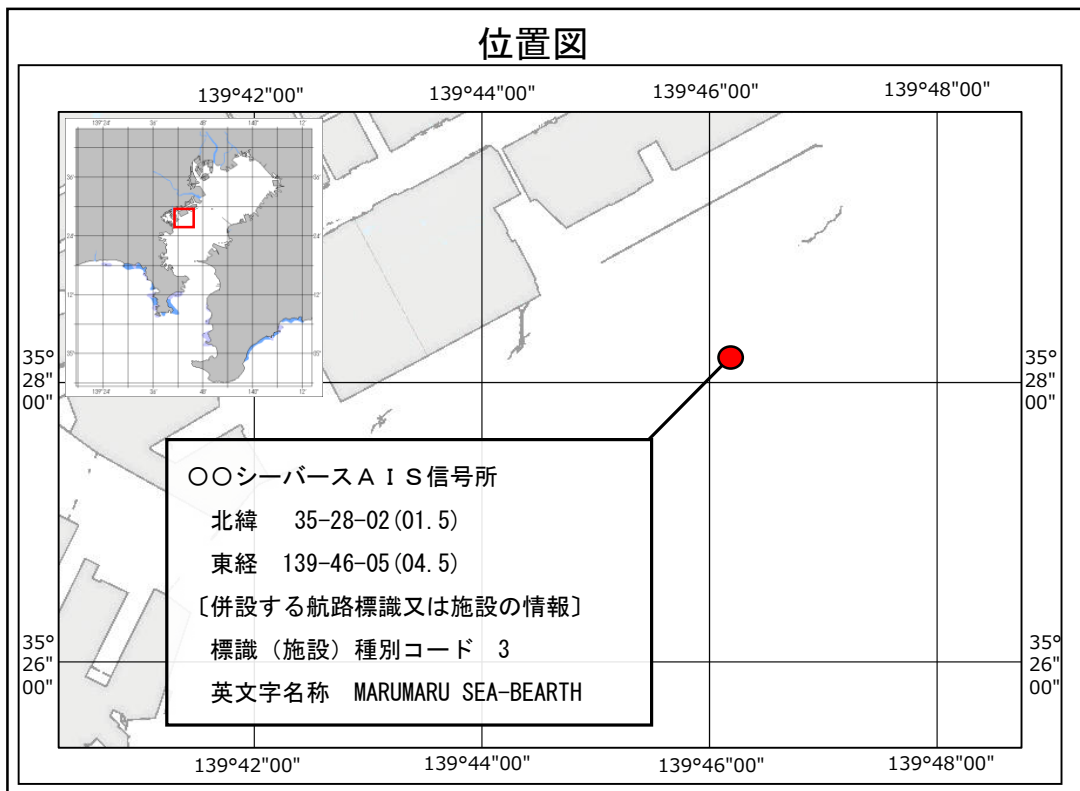 位置図
139°42"00" 139°44"00" 139°46"00" 139°48"00"
35°
28"
00"
35°
28"
00"
○○シーバースＡＩＳ信号所
北緯 35-28-02(01.5)
東経 139-46-05(04.5)
〔併設する航路標識又は施設の情報〕
標識（施設）種別コード 3
英文字名称 MARUMARU SEA-BEARTH
35°
26"
00"
35°
26"
00"
139°42"00" 139°44"00" 139°46"00" 139°48"00"